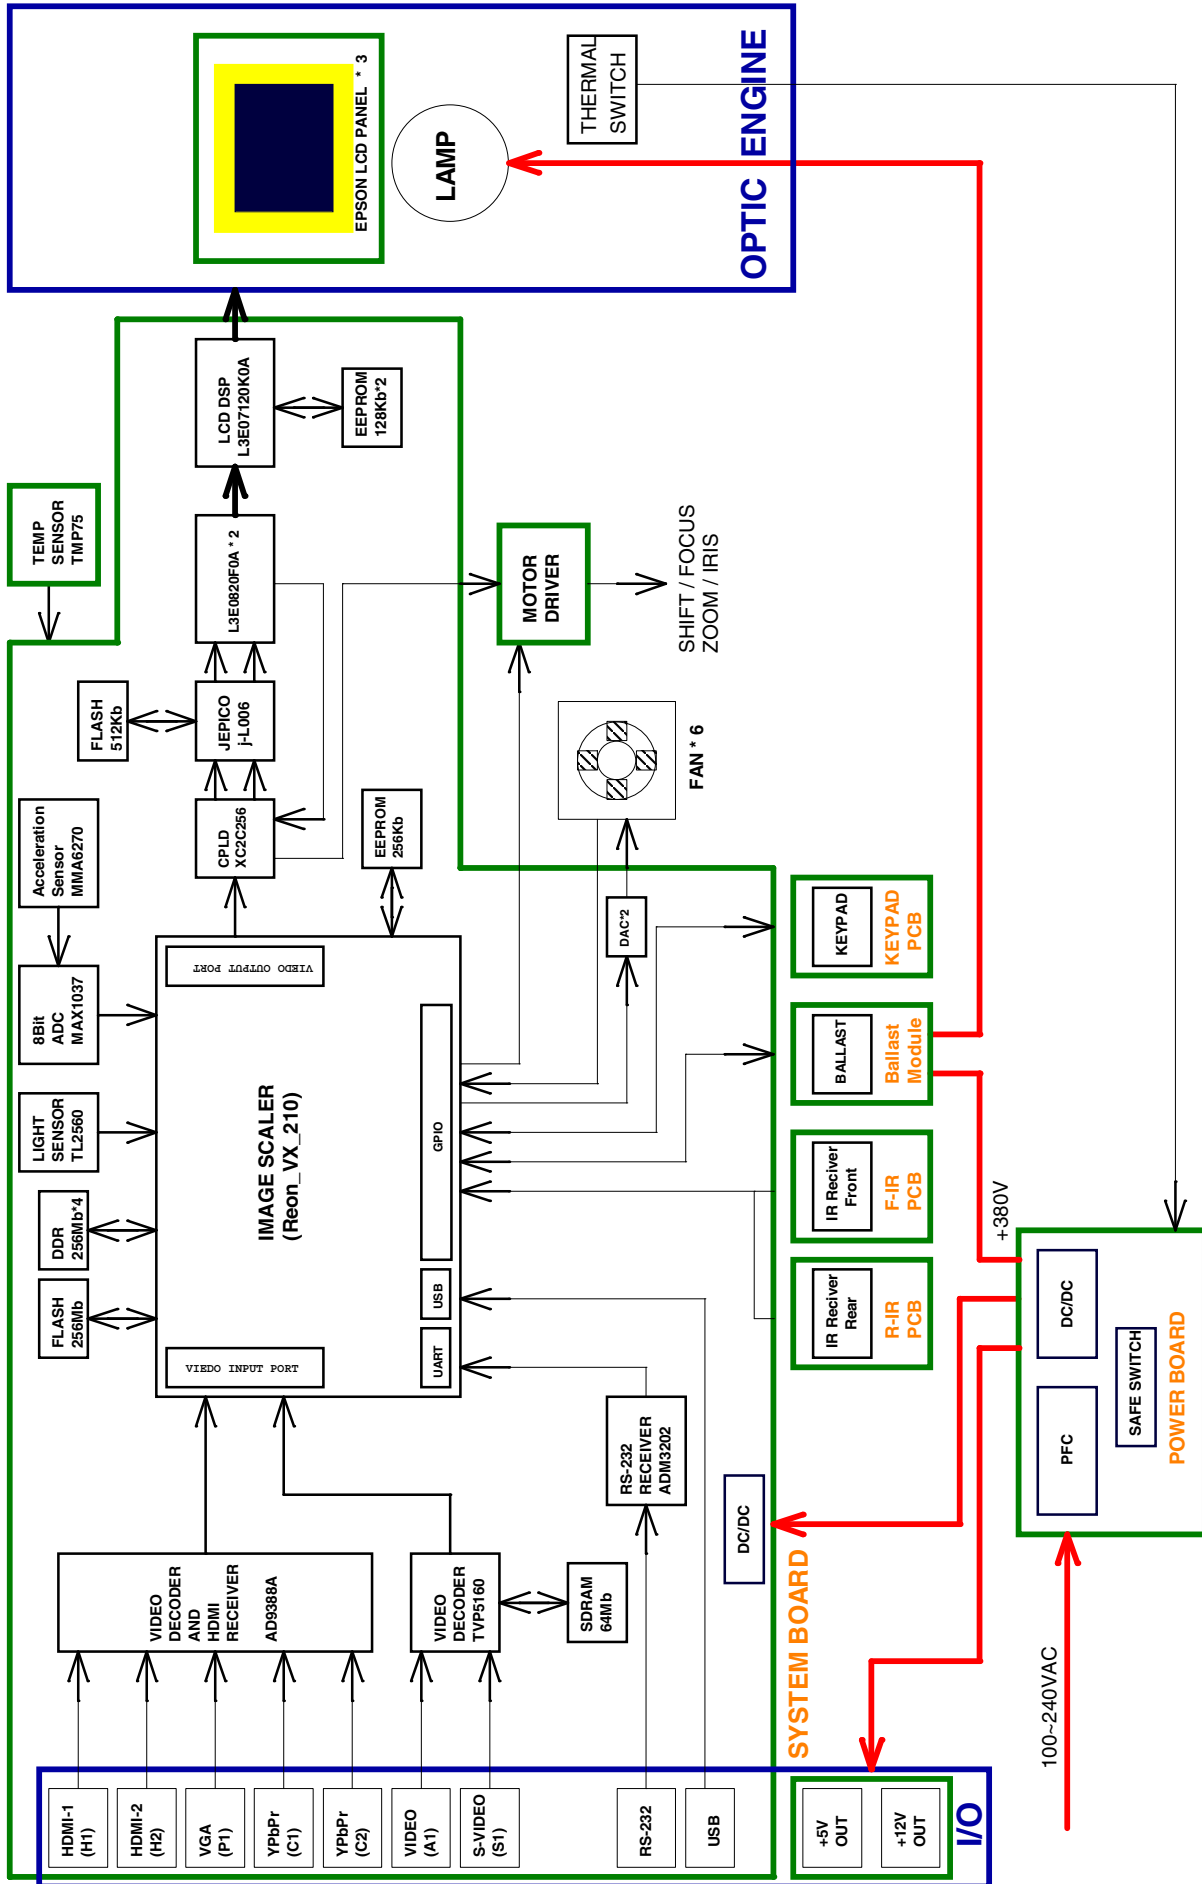 HDMI-1
(H1)
HDMI-2
(H2)
VGA
(P1)
YPbPr
(C1)
YPbPr
(C2)
VIDEO
(A1)
S-VIDEO
(S1)
RS-232
USB
+5V
OUT
+12V
OUT
I/O
VIDEO
DECODER
AND
HDMI
RECEIVER
AD9388A
VIDEO
DECODER
TVP5160
SDRAM
64Mb
RS-232
RECEIVER
ADM3202
DC/DC
SYSTEM BOARD
FLASH
256Mb
DDR
256Mb*4
LIGHT
SENSOR
TL2560
8Bit
ADC
MAX1037
Acceleration
Sensor
MMA6270
VIEDO INPUT PORT
IMAGE SCALER
(Reon_VX_210)
VIEDO OUTPUT PORT
UART
USB
GPIO
EEPROM
256Kb
CPLD
XC2C256
FLASH
512Kb
JEPICO
j-L006
L3E0820F0A * 2
TEMP
SENSOR
TMP75
LCD DSP
L3E07120K0A
EEPROM
128Kb*2
MOTOR
DRIVER
SHIFT / FOCUS
ZOOM / IRIS
DAC*2
FAN * 6
IR Reciver
Rear
R-IR
PCB
IR Reciver
Front
F-IR
PCB
BALLAST
Ballast
Module
KEYPAD
KEYPAD
PCB
EPSON LCD PANEL * 3
LAMP
THERMAL
SWITCH
OPTIC ENGINE
100~240VAC
+380V
PFC
DC/DC
SAFE SWITCH
POWER BOARD